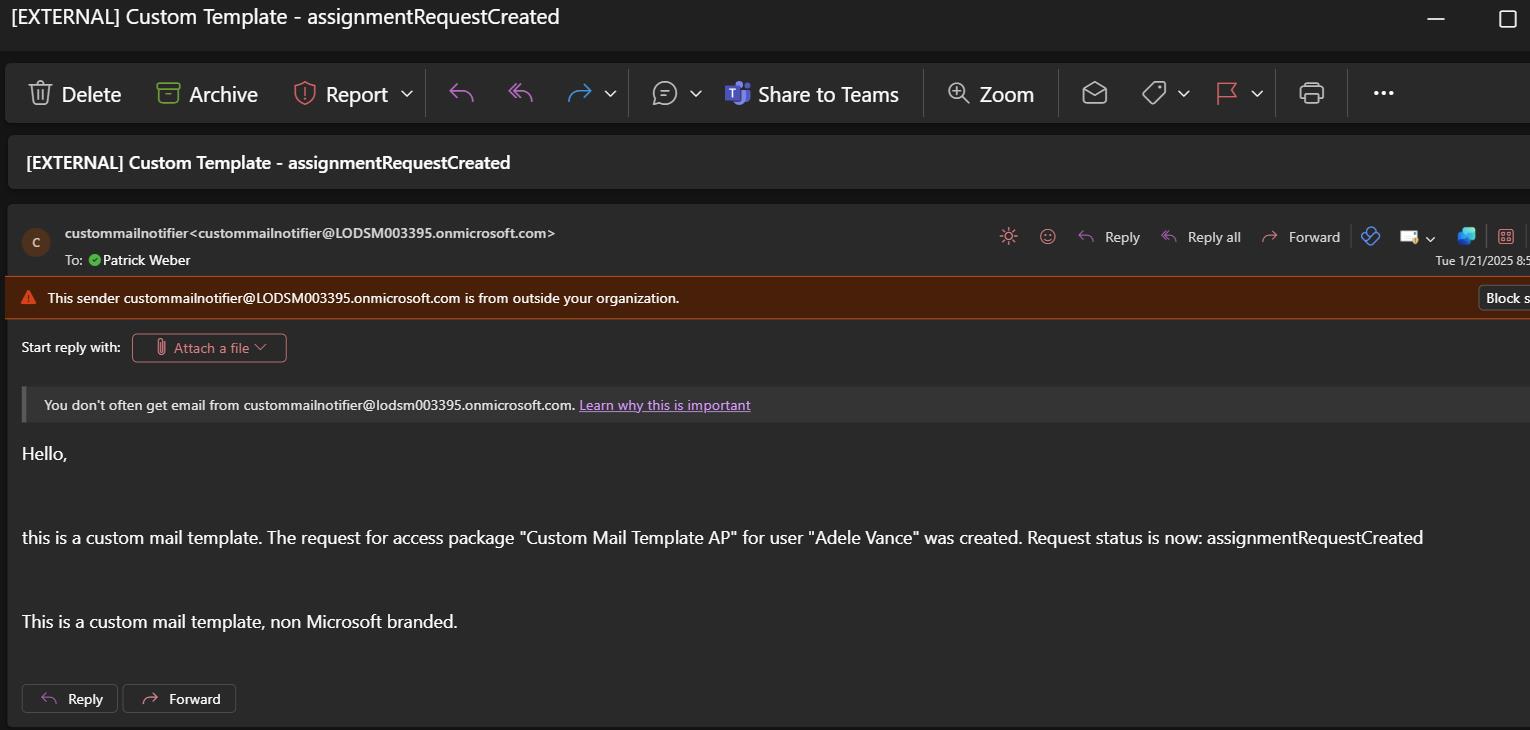 [EXTERNAL] Custom Template - assignmentRequestCreated
Delete Archive Report Share to Teams Zoom
[EXTERNAL] Custom Template - assignmentRequestCreated
C
custommailnotifier<custommailnotifier@LODSM003395.onmicrosoft.com>
To: Patrick Weber
Reply Reply all Forward
Tue 1/21/2025 8:5
This sender custommailnotifier@LODSM003395.onmicrosoft.com is from outside your organization.
Block s
Start reply with: Attach a file
You don't often get email from custommailnotifier@lodsm003395.onmicrosoft.com. Learn why this is important
Hello,
this is a custom mail template. The request for access package "Custom Mail Template AP" for user "Adele Vance" was created. Request status is now: assignmentRequestCreated
This is a custom mail template, non Microsoft branded.
Reply Forward